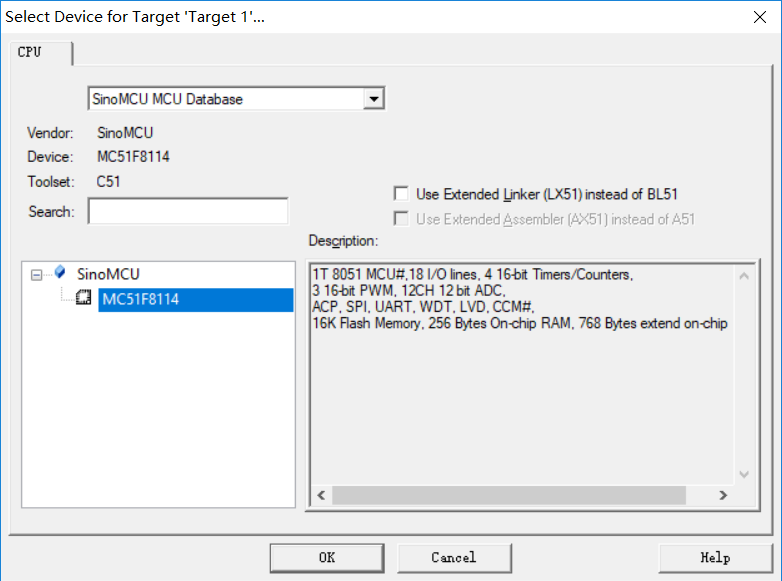 Select Device for Target 'Target 1'...
CPU
SinoMCU MCU Database
Vendor: SinoMCU
Device: MC51F8114
Toolset: C51
Search:
Use Extended Linker (LX51) instead of BL51
Use Extended Assembler (AX51) instead of A51
Description:
SinoMCU
MC51F8114
1T 8051 MCU#,18 I/O lines, 4 16-bit Timers/Counters,
3 16-bit PWM, 12CH 12 bit ADC,
ACP, SPI, UART, WDT, LVD, CCM#,
16K Flash Memory, 256 Bytes On-chip RAM, 768 Bytes extend on-chip
OK
Cancel
Help